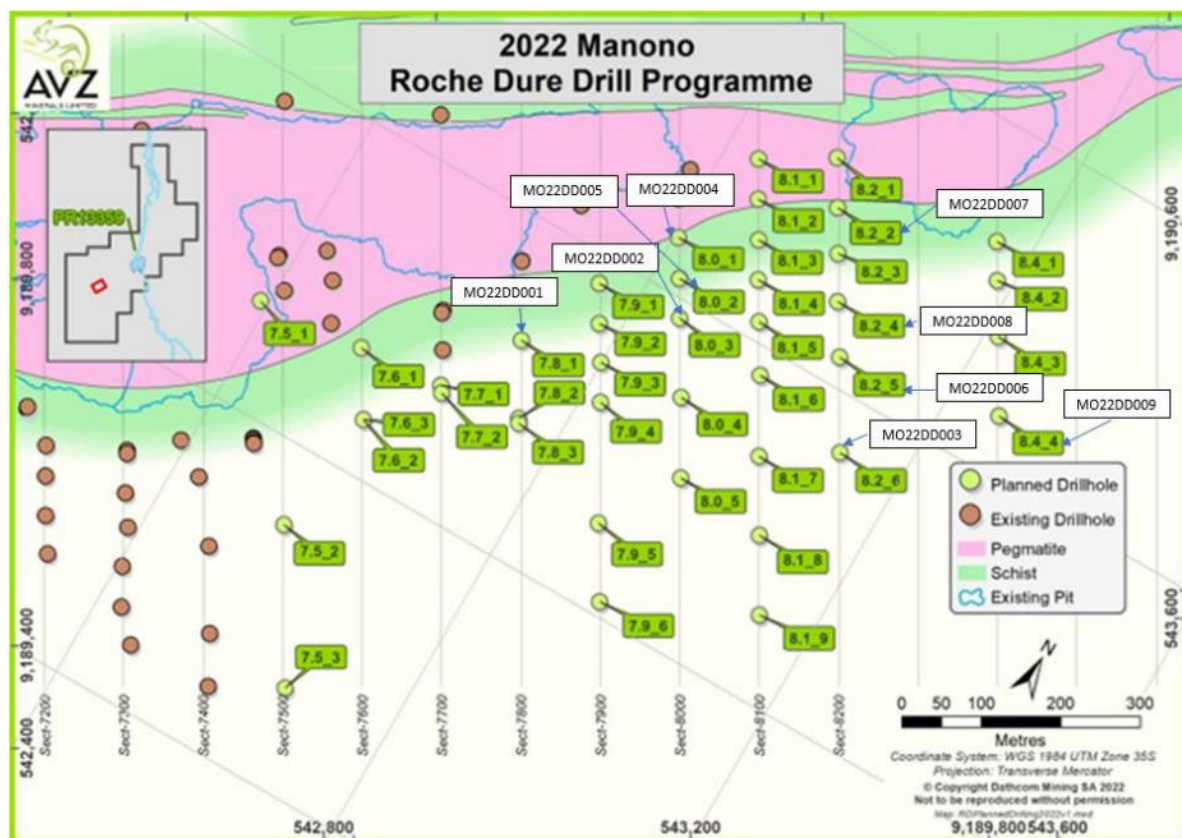 AVZ
MINERALS LIMITED
2022 Manono
Roche Dure Drill Programme
PR13359
MO22DD005
MO22DD004
MO22DD002
MO22DD001
MO22DD007
MO22DD008
MO22DD006
MO22DD003
MO22DD009
7.5_1
7.5_2
7.5_3
7.6_1
7.6_3
7.6_2
7.7_1
7.7_2
7.8_1
7.8_2
7.8_3
7.9_1
7.9_2
7.9_3
7.9_4
7.9_5
7.9_6
8.0_1
8.0_2
8.0_3
8.0_4
8.0_5
8.1_1
8.1_2
8.1_3
8.1_4
8.1_5
8.1_6
8.1_7
8.1_8
8.1_9
8.2_1
8.2_2
8.2_3
8.2_4
8.2_5
8.2_6
8.4_1
8.4_2
8.4_3
8.4_4
Planned Drillhole
Existing Drillhole
Pegmatite
Schist
Existing Pit
N
0 50 100 200 300
Metres
Coordinate System: WGS 1984 UTM Zone 35S
Projection: Transverse Mercator
© Copyright Dathcom Mining SA 2022
Not to be reproduced without permission
Map: RDPlannedDrilling2022v1.mxd
Sect-7200
Sect-7300
Sect-7400
Sect-7500
Sect-7600
Sect-7700
Sect-7800
Sect-7900
Sect-8000
Sect-8100
Sect-8200
542,
9,189,800
9,189,400
542,400
542,800
543,200
9,189,800
543,600
543,600
9,190,600